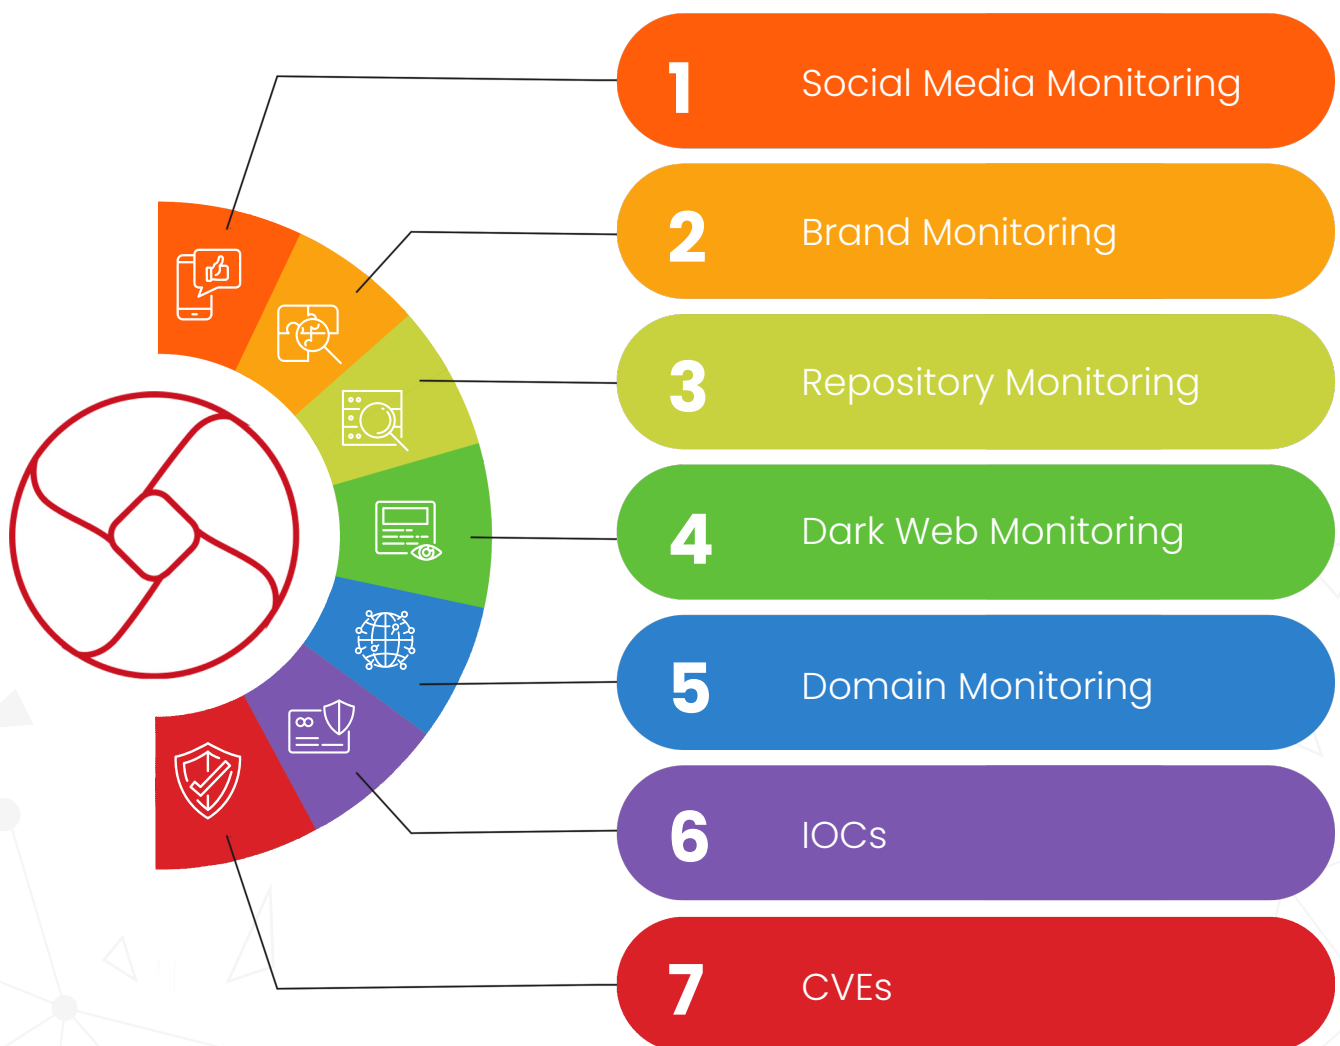 1 Social Media Monitoring
2 Brand Monitoring
3 Repository Monitoring
4 Dark Web Monitoring
5 Domain Monitoring
6 IOCs
7 CVEs